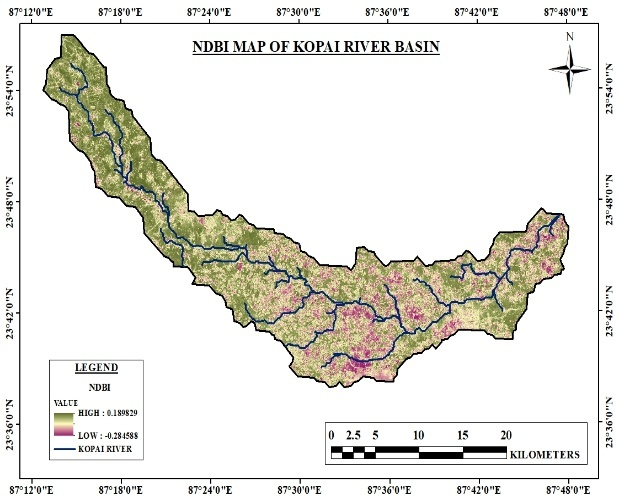 87°12'0"E 87°18'0"E 87°24'0"E 87°30'0"E 87°36'0"E 87°42'0"E 87°48'0"E
NDBI MAP OF KOPAI RIVER BASIN
N
23°54'0"N 23°54'0"N
23°48'0"N 23°48'0"N
23°42'0"N 23°42'0"N
23°36'0"N 23°36'0"N
LEGEND
NDBI
VALUE
HIGH : 0.189829
LOW : -0.284588
KOPAI RIVER
0 2.5 5 10 15 20
KILOMETERS
87°12'0"E 87°18'0"E 87°24'0"E 87°30'0"E 87°36'0"E 87°42'0"E 87°48'0"E